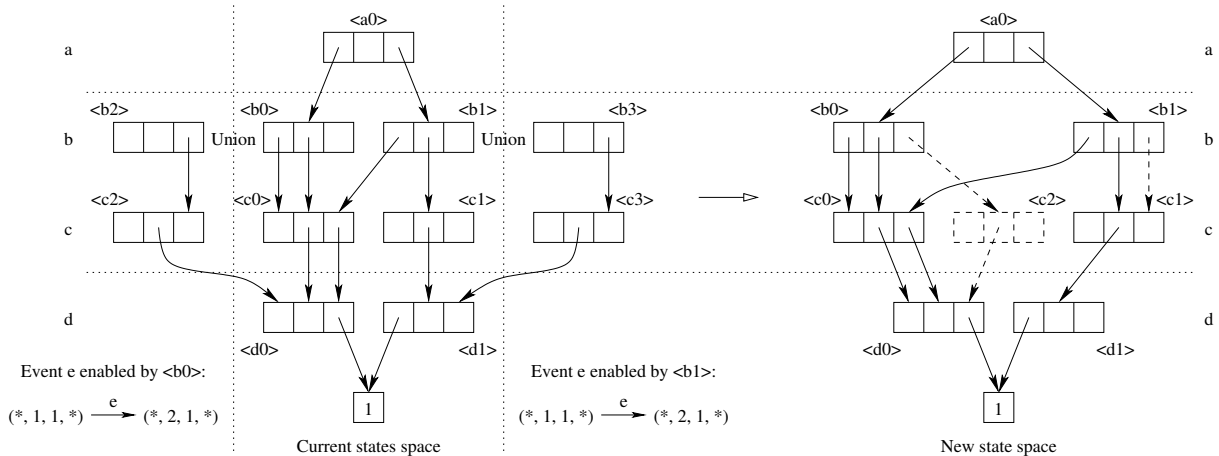 <a0> <a0>
a a
<b2> <b0> <b1> <b3> <b0> <b1>
b Union Union b
<c2> <c0> <c1> <c3> <c0> <c2> <c1>
c c
d d
<d0> <d1> <d0> <d1>
Event e enabled by <b0>: Event e enabled by <b1>:
(*, 1, 1, *) e (*, 2, 1, *) 1 (*, 1, 1, *) e (*, 2, 1, *) 1
Current states space New state space